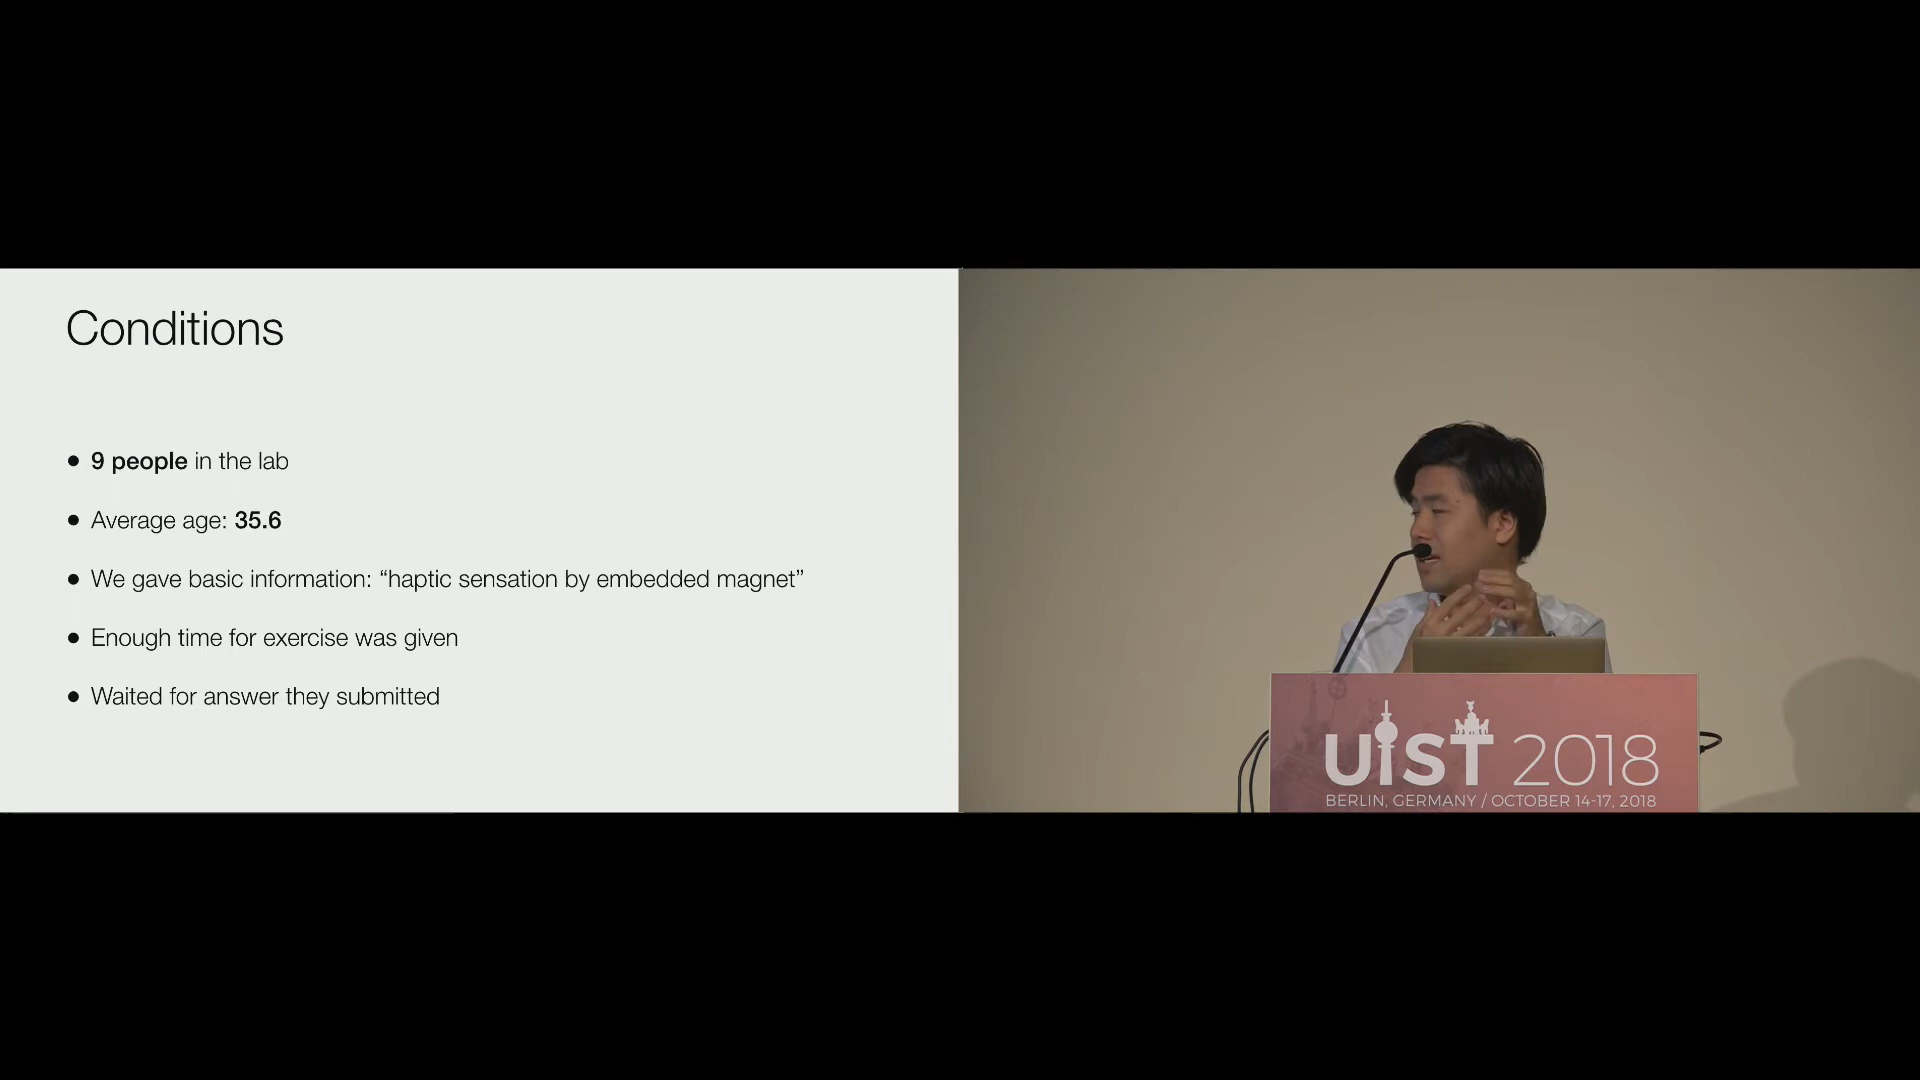 Conditions
● 9 people in the lab
● Average age: 35.6
● We gave basic information: “haptic sensation by embedded magnet”
● Enough time for exercise was given
● Waited for answer they submitted
UIST 2018
BERLIN, GERMANY / OCTOBER 14-17, 2018